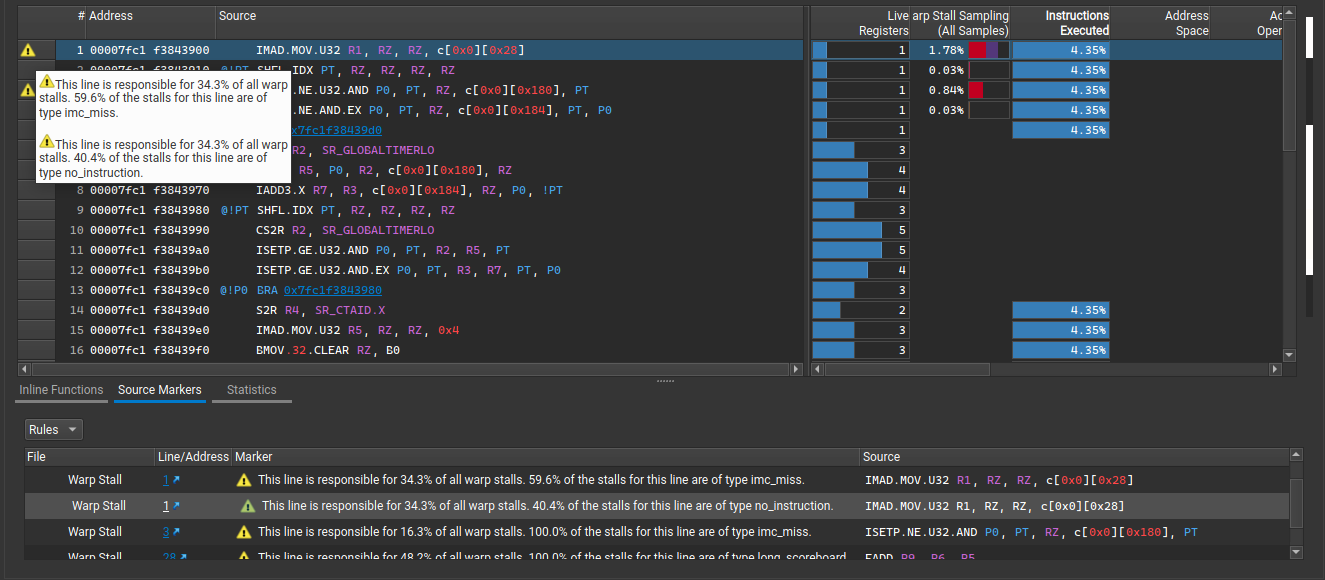 # Address Source Live Warp Stall Sampling Instructions Address Ac
Registers (All Samples) Executed Space Oper
1 00007fc1 f3843900 IMAD.MOV.U32 R1, RZ, RZ, c[0x0][0x28] 1 1.78% 4.35%
2 00007fc1 f3843910 @!PT SHFL.IDX PT, RZ, RZ, RZ, RZ 1 0.03% 4.35%
.NE.U32.AND P0, PT, RZ, c[0x0][0x180], PT 1 0.84% 4.35%
.NE.AND.EX P0, PT, RZ, c[0x0][0x184], PT, P0 1 0.03% 4.35%
x7fc1f38439d0 1 4.35%
R2, SR_GLOBALTIMERLO 3
R5, P0, R2, c[0x0][0x180], RZ 4
8 00007fc1 f3843970 IADD3.X R7, R3, c[0x0][0x184], RZ, P0, !PT 4
9 00007fc1 f3843980 @!PT SHFL.IDX PT, RZ, RZ, RZ, RZ 3
10 00007fc1 f3843990 CS2R R2, SR_GLOBALTIMERLO 5
11 00007fc1 f38439a0 ISETP.GE.U32.AND P0, PT, R2, R5, PT 5
12 00007fc1 f38439b0 ISETP.GE.U32.AND.EX P0, PT, R3, R7, PT, P0 4
13 00007fc1 f38439c0 @!P0 BRA 0x7fc1f3843980 3
14 00007fc1 f38439d0 S2R R4, SR_CTAID.X 2 4.35%
15 00007fc1 f38439e0 IMAD.MOV.U32 R5, RZ, RZ, 0x4 3 4.35%
16 00007fc1 f38439f0 BMOV.32.CLEAR RZ, B0 3 4.35%
This line is responsible for 34.3% of all warp
stalls. 59.6% of the stalls for this line are of
type imc_miss.
This line is responsible for 34.3% of all warp
stalls. 40.4% of the stalls for this line are of
type no_instruction.
Inline Functions Source Markers Statistics
Rules
File Line/Address Marker Source
Warp Stall 1 This line is responsible for 34.3% of all warp stalls. 59.6% of the stalls for this line are of type imc_miss. IMAD.MOV.U32 R1, RZ, RZ, c[0x0][0x28]
Warp Stall 1 This line is responsible for 34.3% of all warp stalls. 40.4% of the stalls for this line are of type no_instruction. IMAD.MOV.U32 R1, RZ, RZ, c[0x0][0x28]
Warp Stall 3 This line is responsible for 16.3% of all warp stalls. 100.0% of the stalls for this line are of type imc_miss. ISETP.NE.U32.AND P0, PT, RZ, c[0x0][0x180], PT
Warp Stall 28 This line is responsible for 48.2% of all warp stalls. 100.0% of the stalls for this line are of type long_scoreboard. FADD R9, R6, R5